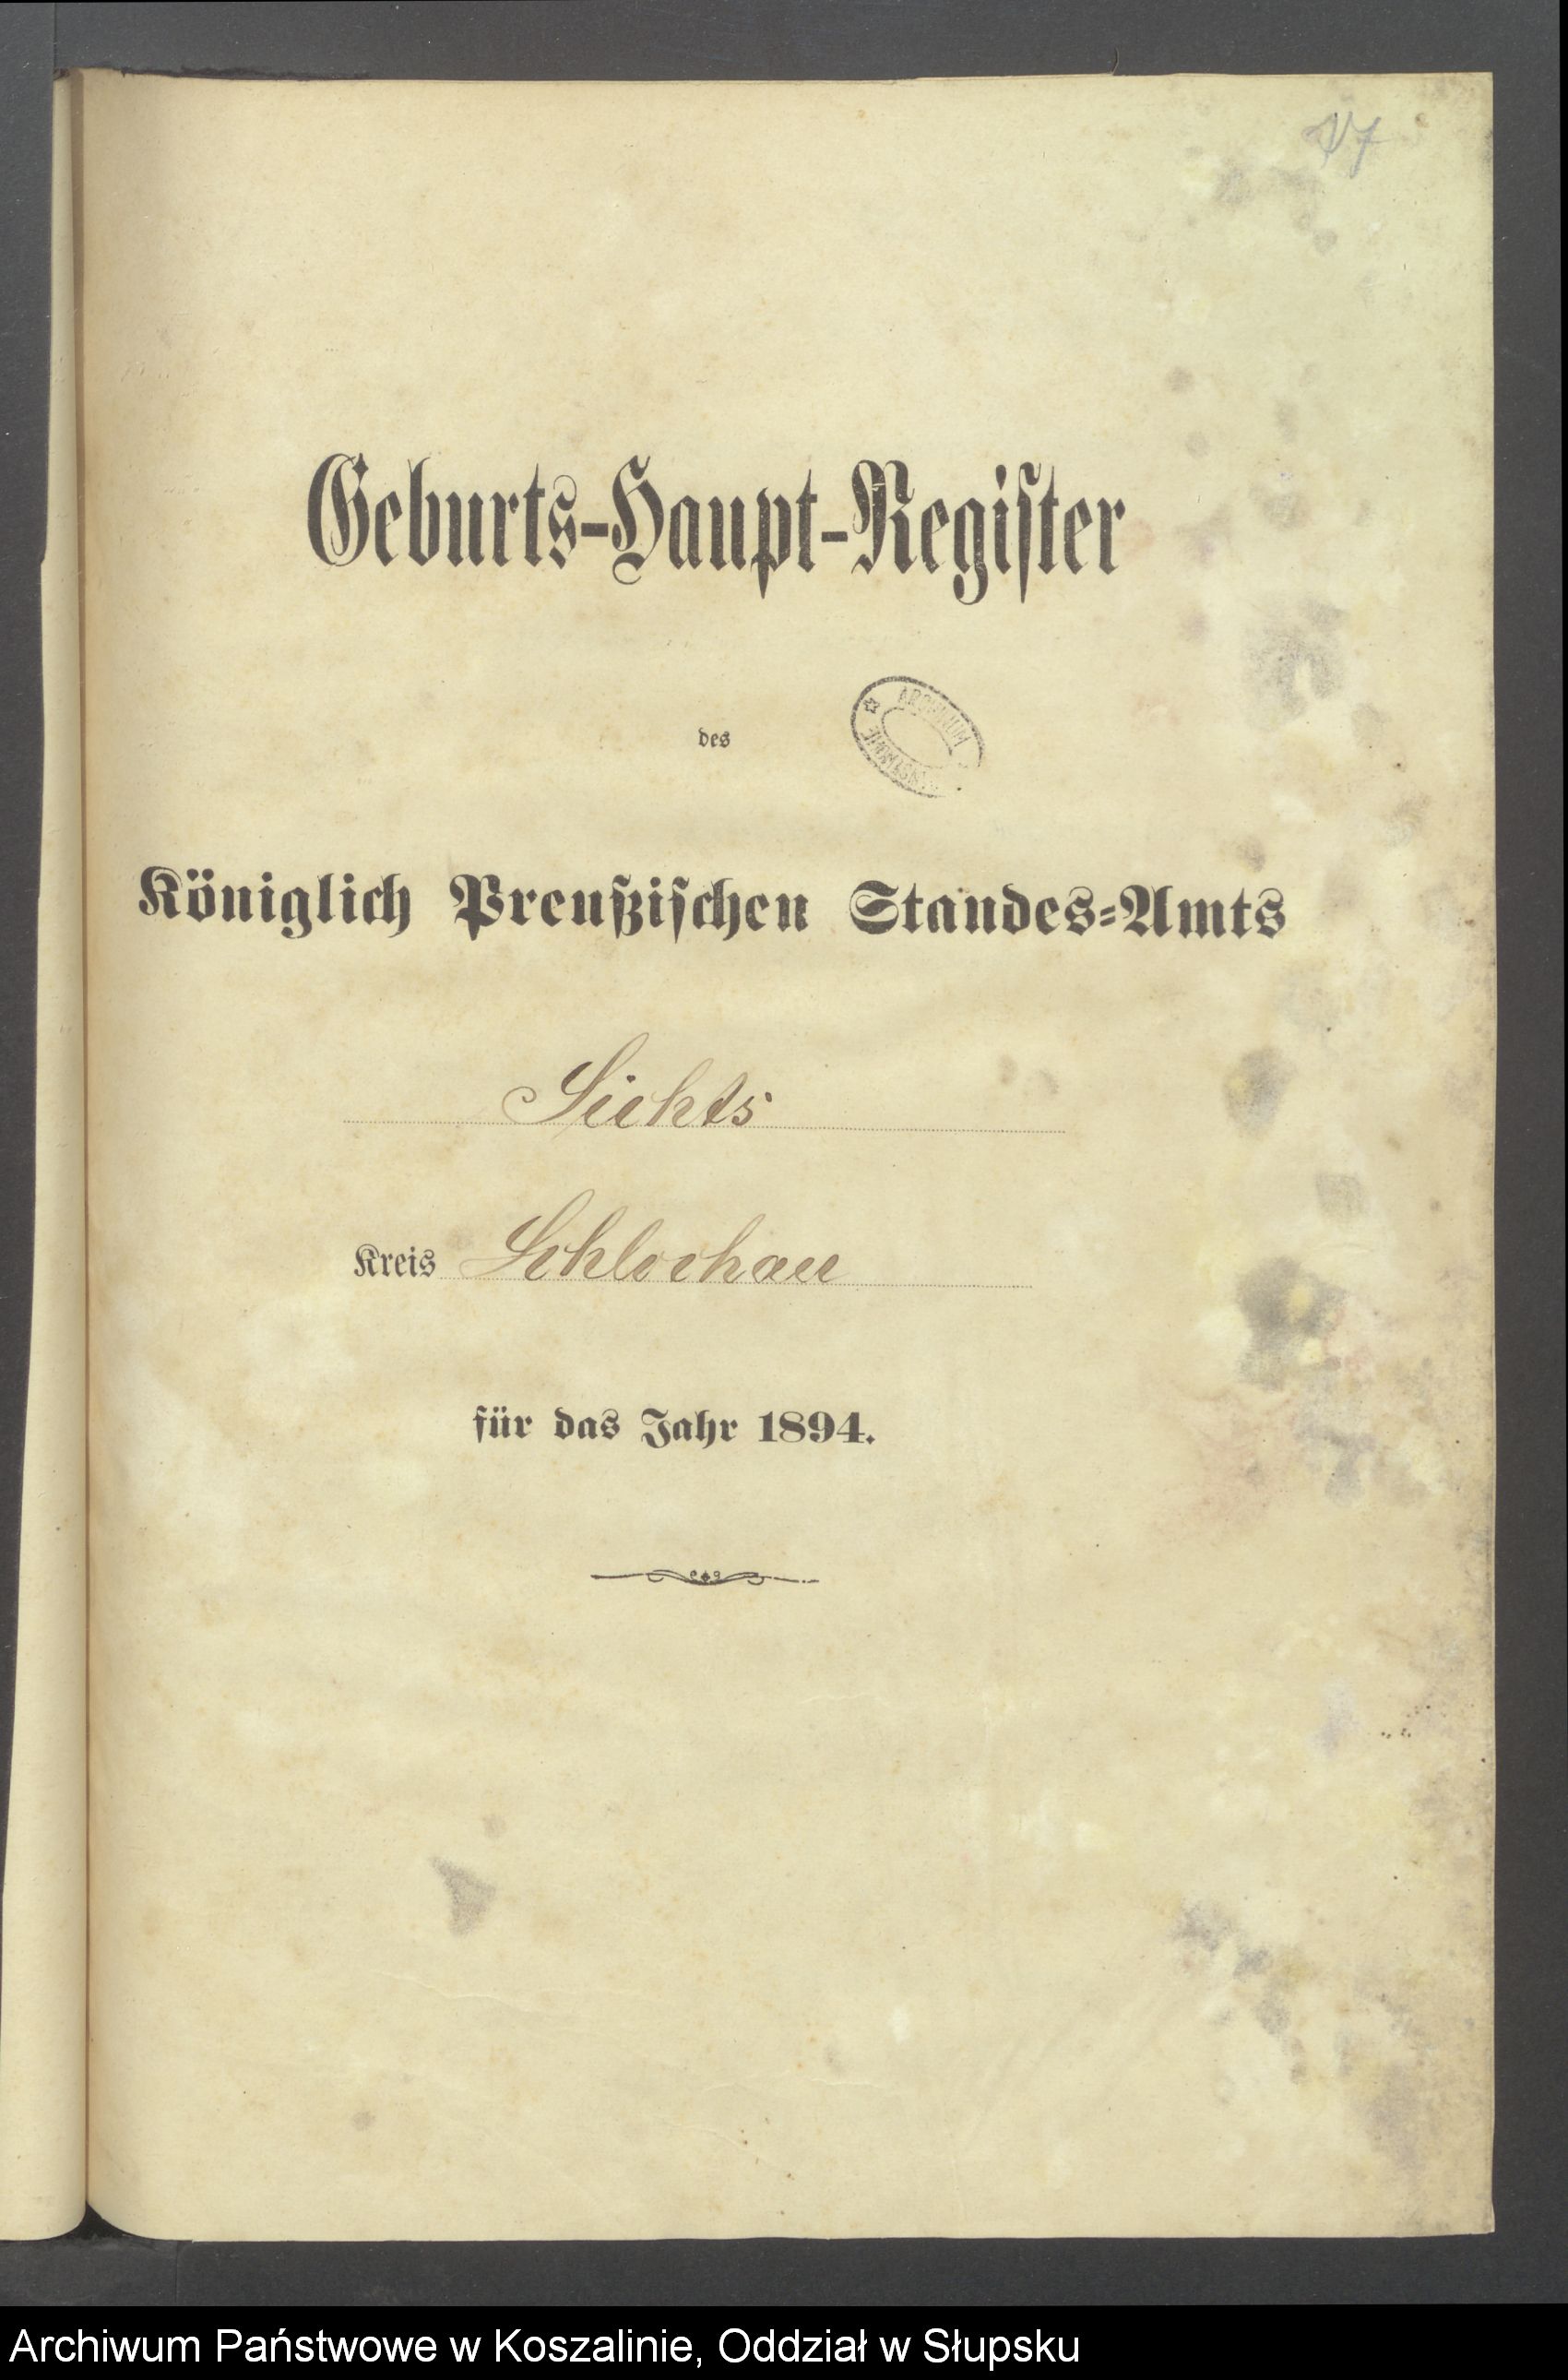 Geburts-Haupt-Regiſter
des
ARCHIWUM
Königlich Preußiſchen Standes-Amts
Sichts
Kreis Schlochau
für das Jahr 1894.
Archiwum Państwowe w Koszalinie, Oddział w Słupsku